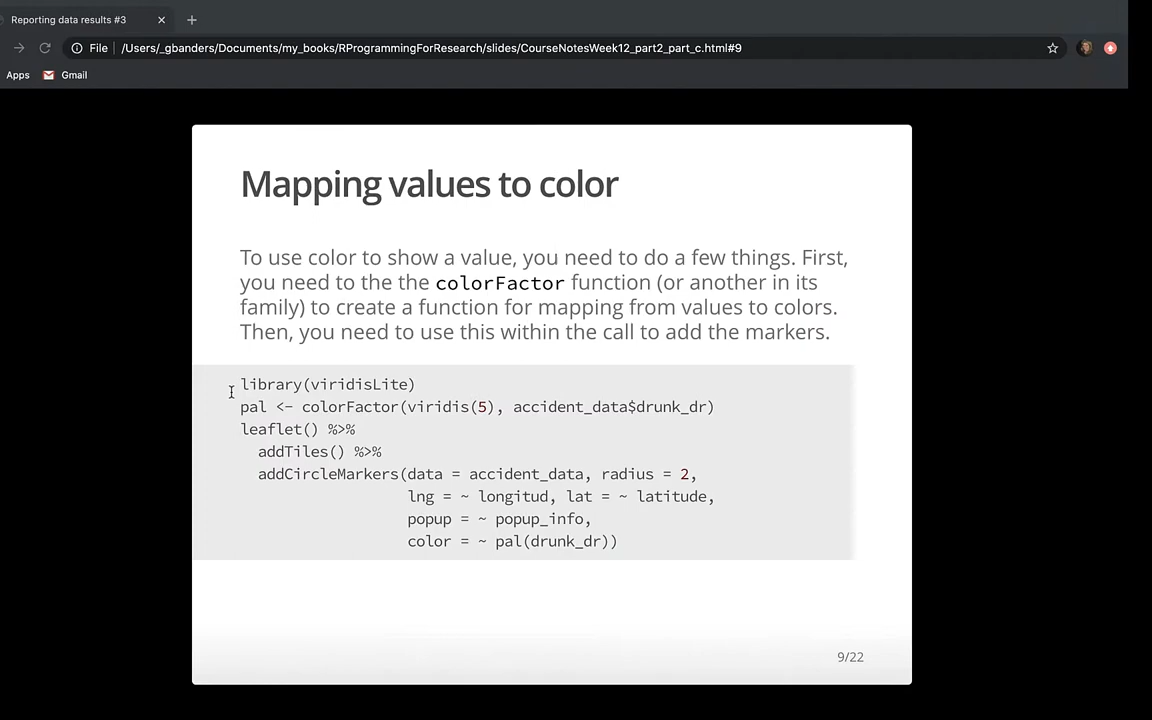 Reporting data results #3
File /Users/_gbanders/Documents/my_books/RProgrammingForResearch/slides/CourseNotesWeek12_part2_part_c.html#9
Apps Gmail
Mapping values to color
To use color to show a value, you need to do a few things. First,
you need to the the colorFactor function (or another in its
family) to create a function for mapping from values to colors.
Then, you need to use this within the call to add the markers.
library(viridisLite)
pal <- colorFactor(viridis(5), accident_data$drunk_dr)
leaflet() %>%
  addTiles() %>%
  addCircleMarkers(data = accident_data, radius = 2,
                   lng = ~ longitud, lat = ~ latitude,
                   popup = ~ popup_info,
                   color = ~ pal(drunk_dr))
9/22